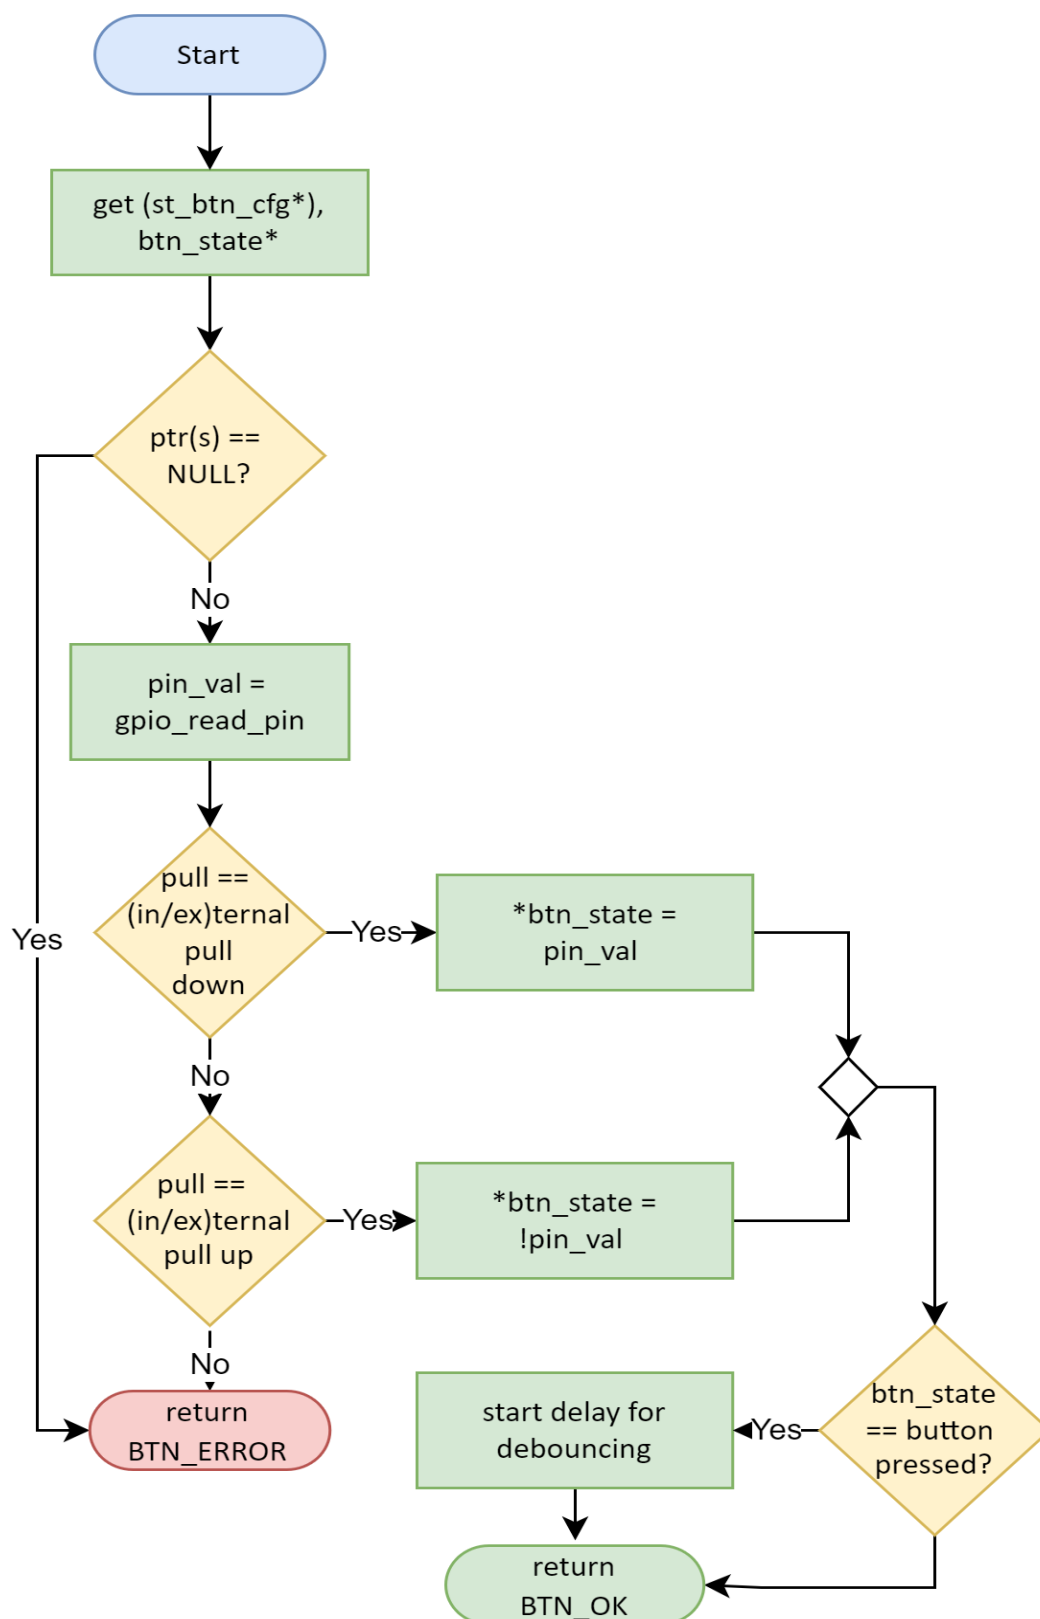 Start
get (st_btn_cfg*),
btn_state*
ptr(s) ==
NULL?
No
pin_val =
gpio_read_pin
pull ==
(in/ex)ternal
pull
down
Yes
*btn_state =
pin_val
Yes
No
pull ==
(in/ex)ternal
pull up
Yes
*btn_state =
!pin_val
No
return
BTN_ERROR
btn_state
== button
pressed?
Yes
start delay for
debouncing
return
BTN_OK